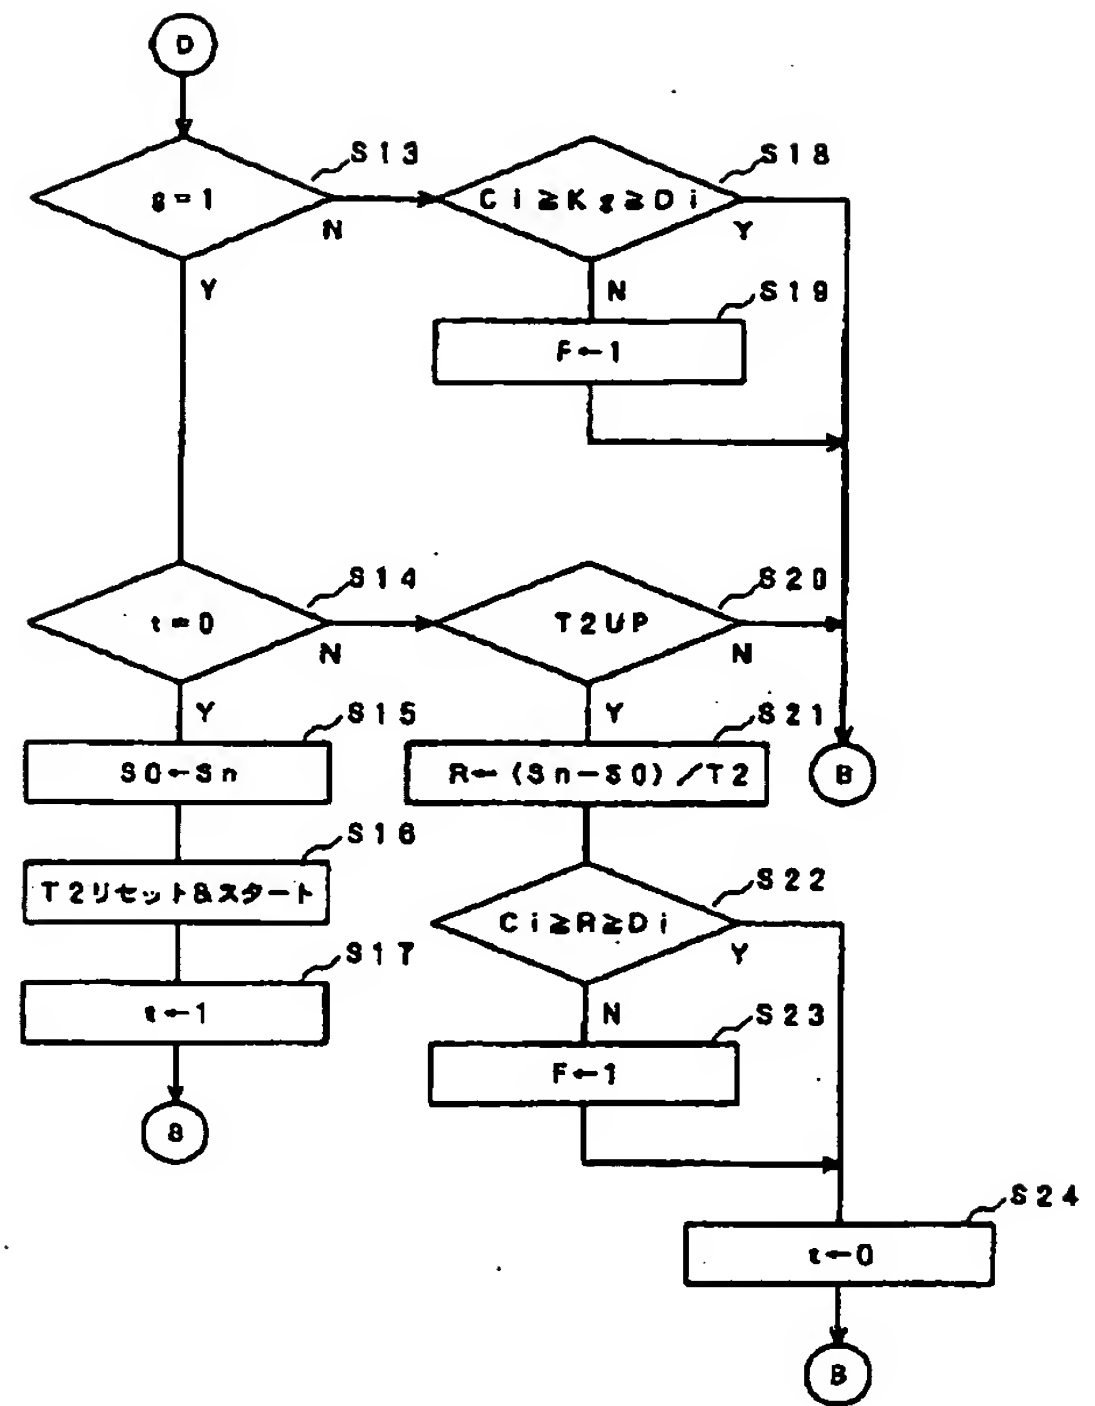 D
S13
g=1
N
Y
S18
Ci≧Kg≧Di
Y
N
S19
F←1
S14
t=0
N
Y
S20
T2UP
N
Y
S15
S0←Sn
S21
R←(Sn−S0)/T2
B
S16
T2リセット&スタート
S22
Ci≧R≧Di
Y
N
S17
t←1
S23
F←1
B
S24
t←0
B